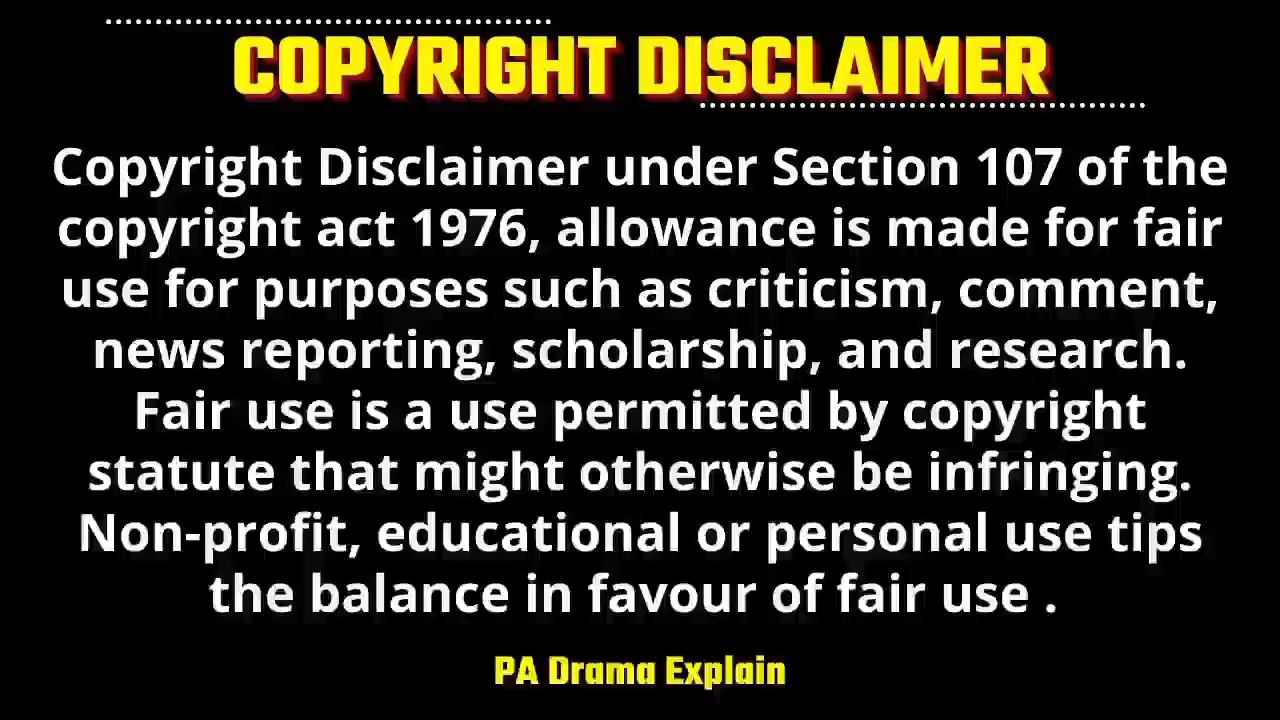 COPYRIGHT DISCLAIMER
Copyright Disclaimer under Section 107 of the
copyright act 1976, allowance is made for fair
use for purposes such as criticism, comment,
news reporting, scholarship, and research.
Fair use is a use permitted by copyright
statute that might otherwise be infringing.
Non-profit, educational or personal use tips
the balance in favour of fair use .
PA Drama Explain